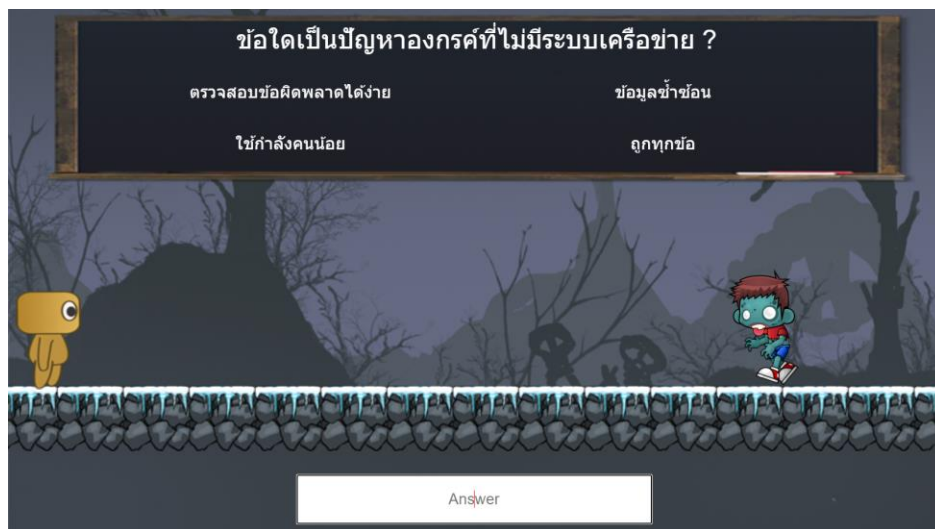 ข้อใดเป็นปัญหาองกรค์ที่ไม่มีระบบเครือข่าย ?
ตรวจสอบข้อผิดพลาดได้ง่าย
ข้อมูลซ้ำซ้อน
ใช้กำลังคนน้อย
ถูกทุกข้อ
Answer